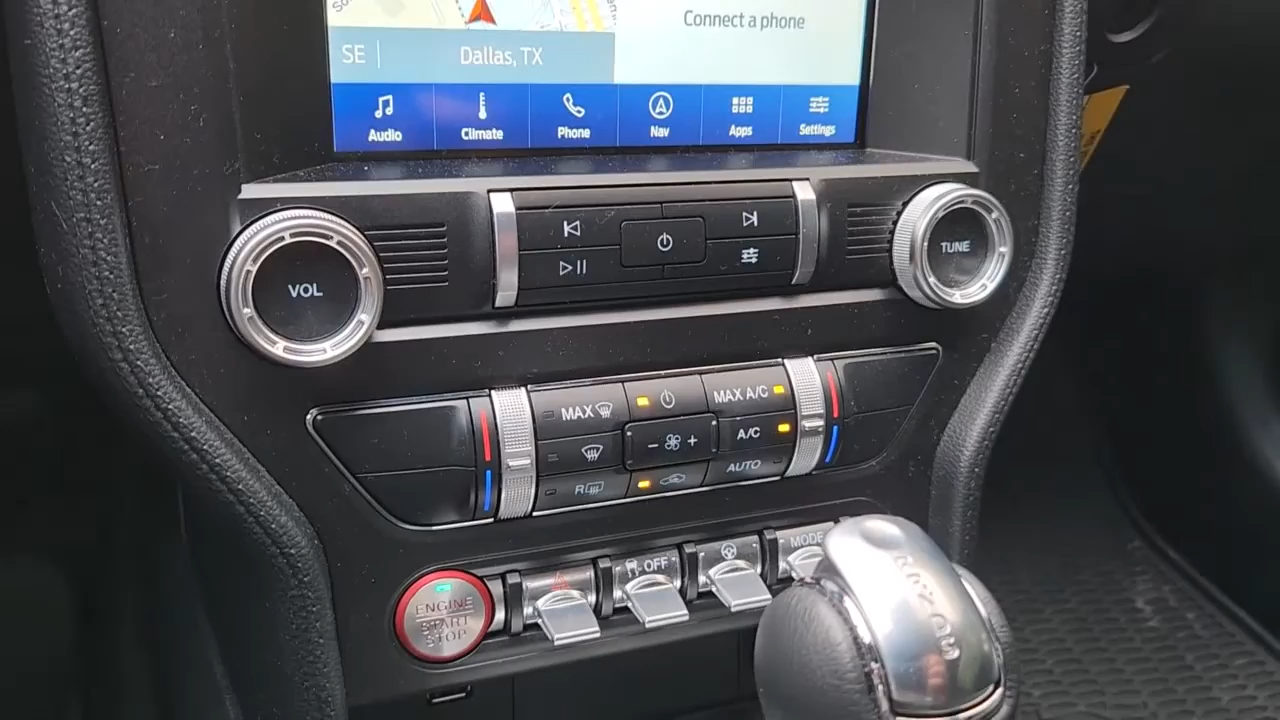 Connect a phone
SE
Dallas, TX
Audio
Climate
Phone
Nav
Apps
Settings
VOL
TUNE
MAX
MAX A/C
A/C
R
AUTO
ENGINE
START
STOP
OFF
MODE